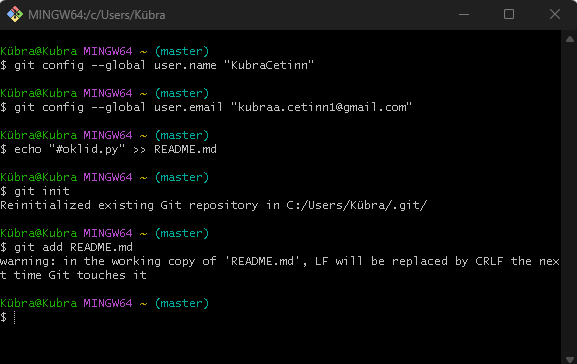 MINGW64:/c/Users/Kübra
Kübra@Kubra MINGW64 ~ (master)
$ git config --global user.name "KubraCetinn"
Kübra@Kubra MINGW64 ~ (master)
$ git config --global user.email "kubraa.cetinn1@gmail.com"
Kübra@Kubra MINGW64 ~ (master)
$ echo "#oklid.py" >> README.md
Kübra@Kubra MINGW64 ~ (master)
$ git init
Reinitialized existing Git repository in C:/Users/Kübra/.git/
Kübra@Kubra MINGW64 ~ (master)
$ git add README.md
warning: in the working copy of 'README.md', LF will be replaced by CRLF the nex
t time Git touches it
Kübra@Kubra MINGW64 ~ (master)
$